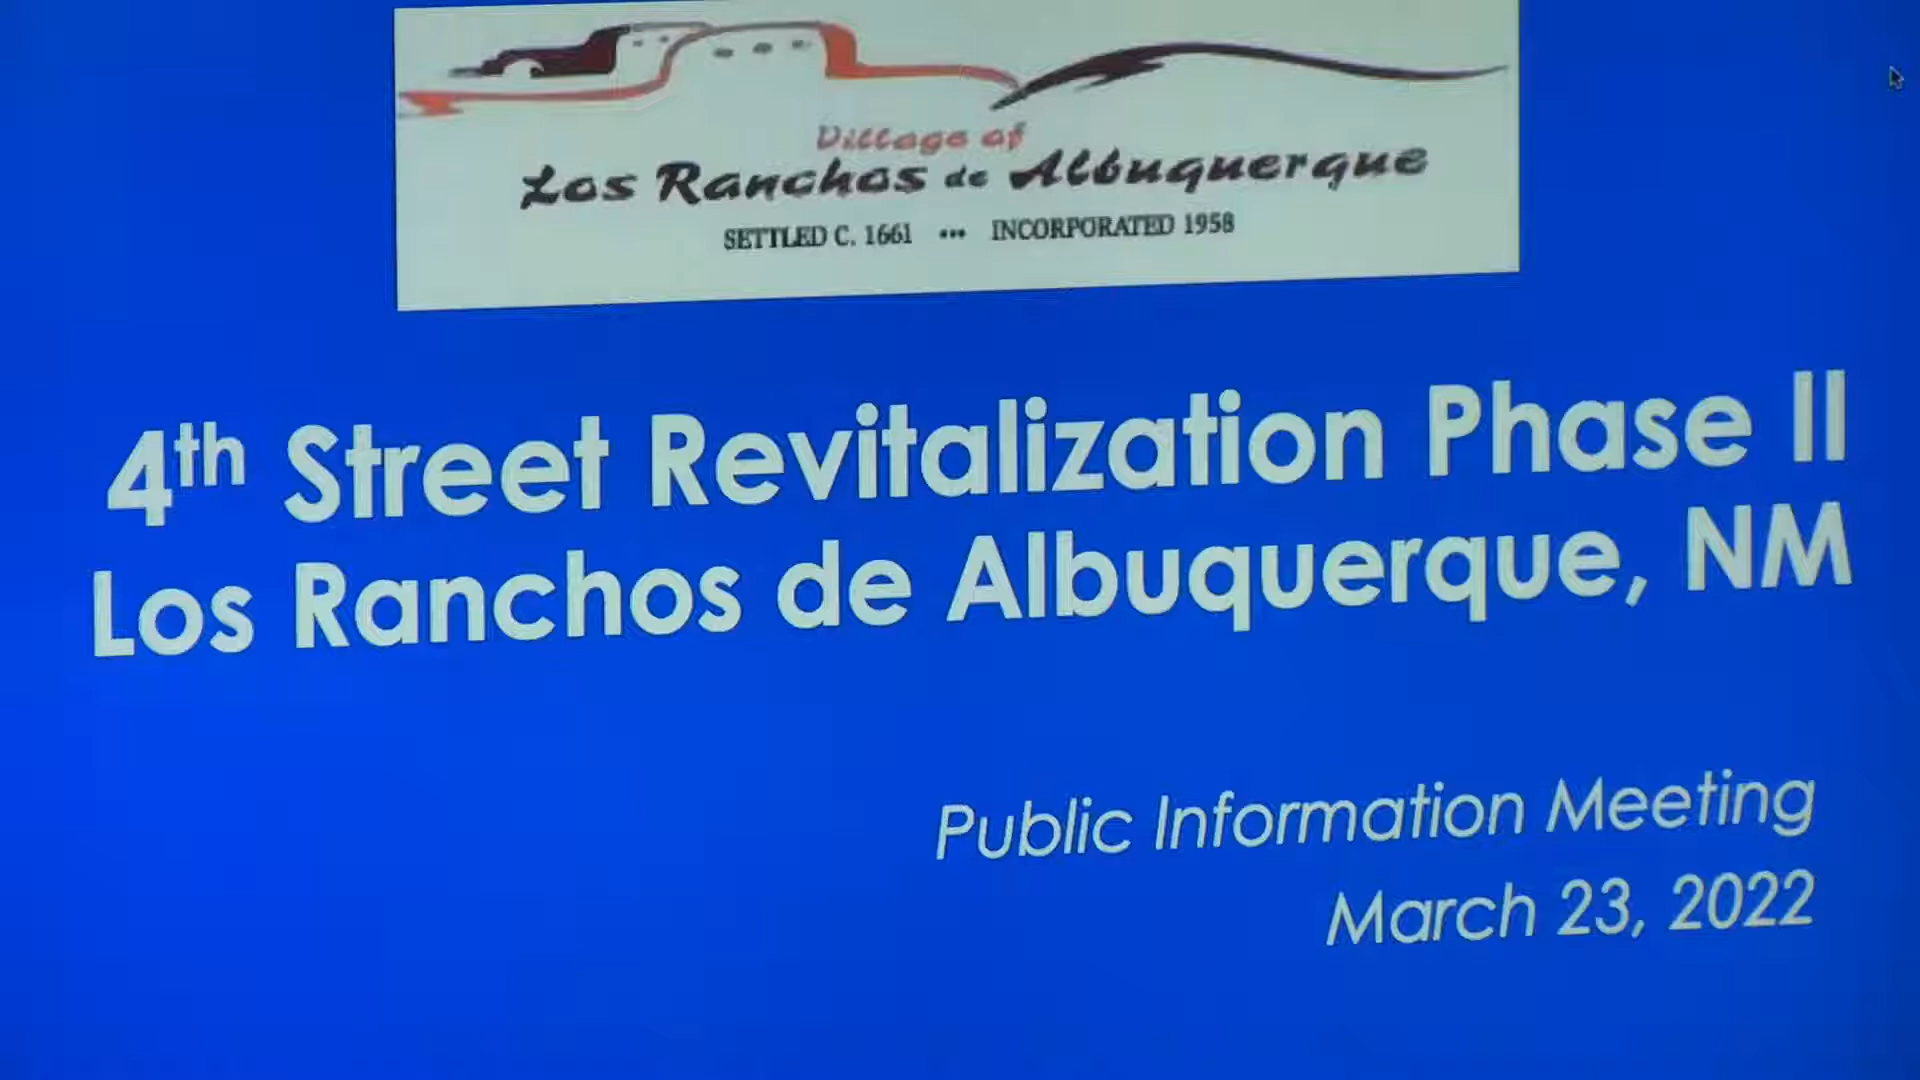 Village of
Los Ranchos de Albuquerque
SETTLED C. 1661 ••• INCORPORATED 1958
4th Street Revitalization Phase II
Los Ranchos de Albuquerque, NM
Public Information Meeting
March 23, 2022